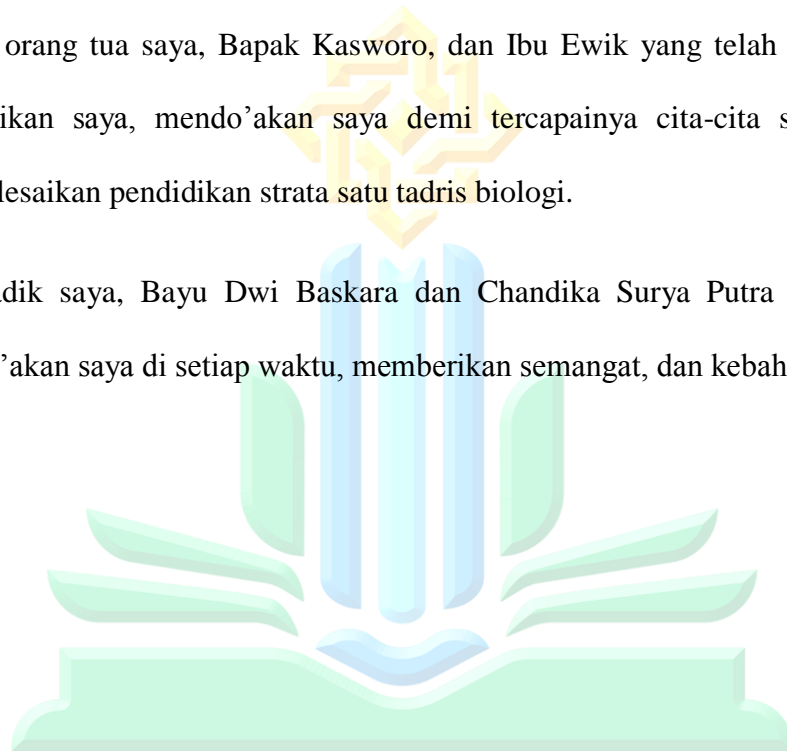 orang tua saya, Bapak Kasworo, dan Ibu Ewik yang telah
ikan saya, mendo’akan saya demi tercapainya cita-cita s
lesaikan pendidikan strata satu tadris biologi.
adik saya, Bayu Dwi Baskara dan Chandika Surya Putra
’akan saya di setiap waktu, memberikan semangat, dan kebah